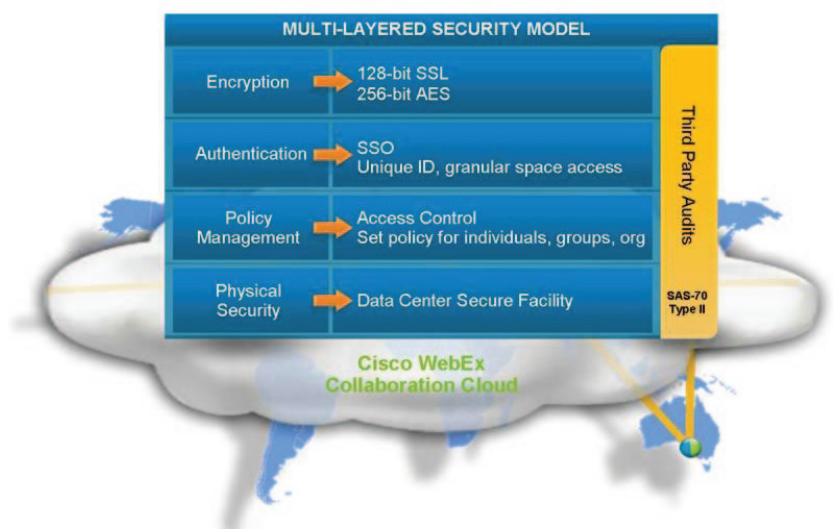 MULTI-LAYERED SECURITY MODEL
Encryption
128-bit SSL
256-bit AES
Authentication
SSO
Unique ID, granular space access
Policy
Management
Access Control
Set policy for individuals, groups, org
Physical
Security
Data Center Secure Facility
Third Party Audits
SAS-70
Type II
Cisco WebEx
Collaboration Cloud